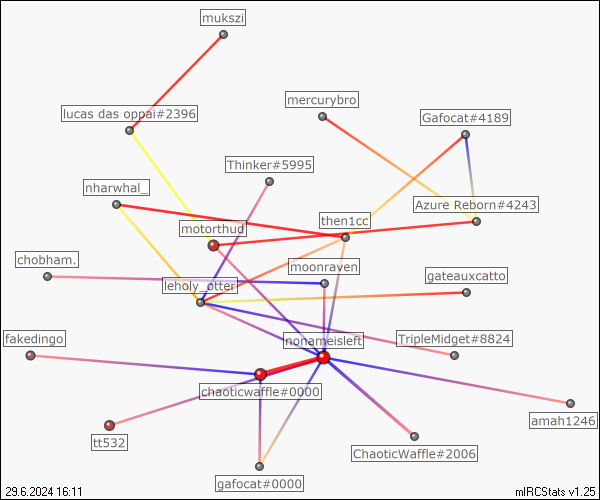 mukszi
lucas das oppai#2396
mercurybro
Gafocat#4189
Thinker#5995
nharwhal_
Azure Reborn#4243
motorthud
then1cc
chobham.
moonraven
leholy_otter
gateauxcatto
fakedingo
nonameisleft
TripleMidget#8824
chaoticwaffle#0000
amah1246
tt532
ChaoticWaffle#2006
gafocat#0000
29.6.2024 16:11
mIRCStats v1.25